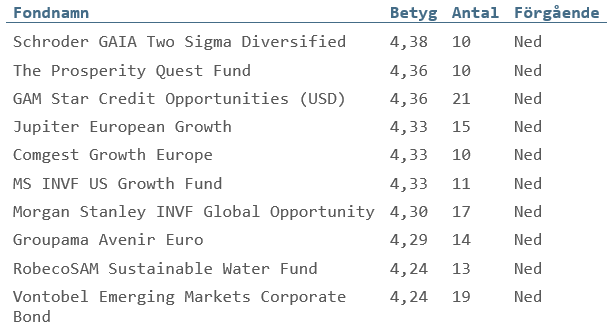 Fondnamn Betyg Antal Förgående
Schroder GAIA Two Sigma Diversified 4,38 10 Ned
The Prosperity Quest Fund 4,36 10 Ned
GAM Star Credit Opportunities (USD) 4,36 21 Ned
Jupiter European Growth 4,33 15 Ned
Comgest Growth Europe 4,33 10 Ned
MS INVF US Growth Fund 4,33 11 Ned
Morgan Stanley INVF Global Opportunity 4,30 17 Ned
Groupama Avenir Euro 4,29 14 Ned
RobecoSAM Sustainable Water Fund 4,24 13 Ned
Vontobel Emerging Markets Corporate 4,24 19 Ned
Bond